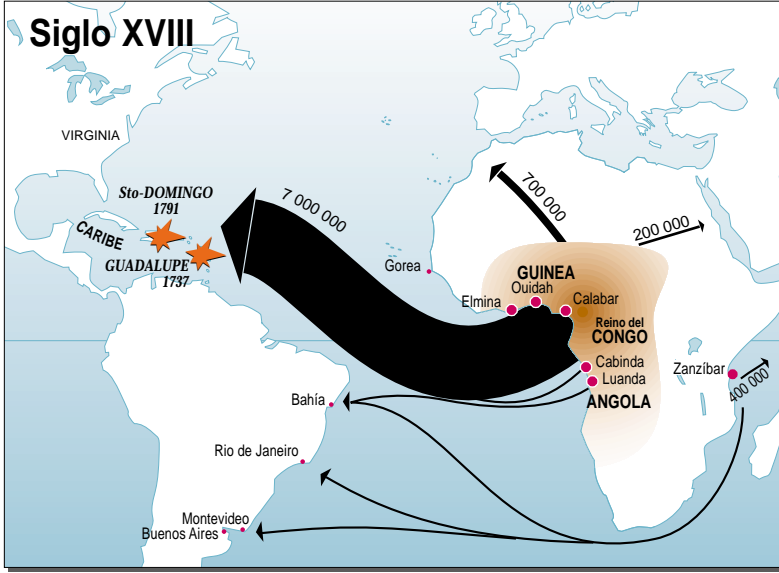 Siglo XVIII
VIRGINIA
Sto-DOMINGO
1791
CARIBE
GUADALUPE
1737
7 000 000
700 000
200 000
Gorea
GUINEA
Ouidah
Elmina
Calabar
Reino del
CONGO
Cabinda
Luanda
ANGOLA
Zanzíbar
400 000
Bahía
Rio de Janeiro
Montevideo
Buenos Aires